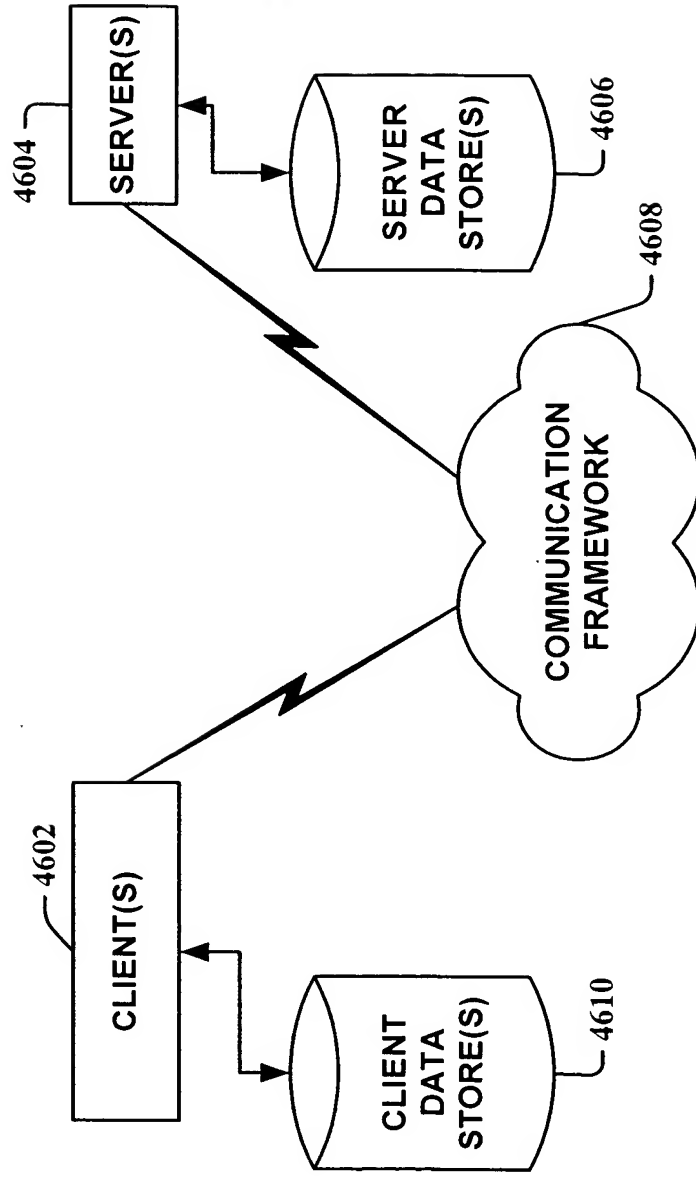 4602
CLIENT(S)
4604
SERVER(S)
CLIENT
DATA
STORE(S)
4610
SERVER
DATA
STORE(S)
4606
COMMUNICATION
FRAMEWORK
4608